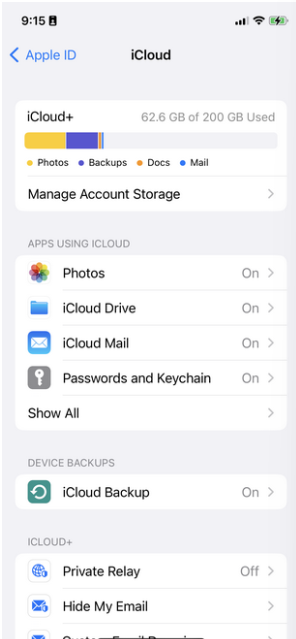 9:15
Apple ID
iCloud
iCloud+ 62.6 GB of 200 GB Used
Photos Backups Docs Mail
Manage Account Storage
APPS USING ICLOUD
Photos On
iCloud Drive On
iCloud Mail On
Passwords and Keychain On
Show All
DEVICE BACKUPS
iCloud Backup On
ICLOUD+
Private Relay Off
Hide My Email